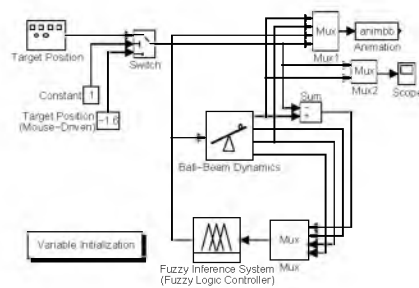 animbb
Mux
Animation
Target Position
Mux1
Switch
Mux
Constant
1
Sum
Mux2
Scope
Target Position
(Mouse-Driven)
-1.6
Ball-Beam Dynamics
Variable Initialization
Mux
Fuzzy Inference System
(Fuzzy Logic Controller)
Mux